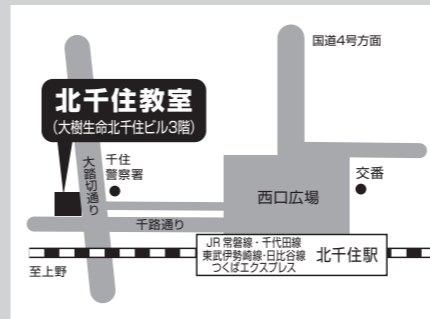 国道4号方面
北千住教室
(大樹生命北千住ビル3階)
大踏切通り
千住
警察署
交番
西口広場
千路通り
JR 常磐線・千代田線
東武伊勢崎線・日比谷線
つくばエクスプレス
北千住駅
至上野